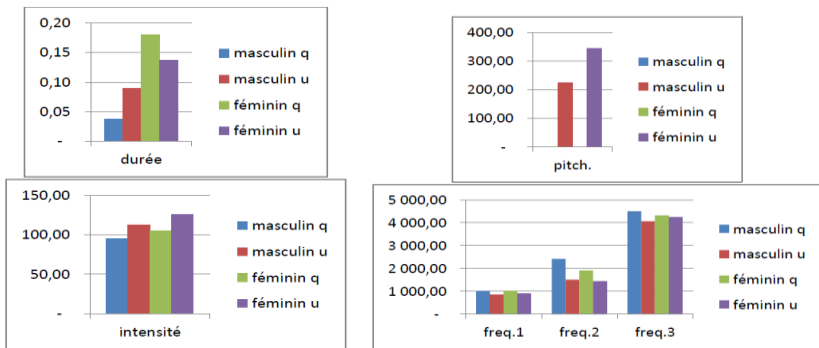 0,20
0,15
0,10
0,05
-
durée
masculin q
masculin u
féminin q
féminin u
400,00
300,00
200,00
100,00
-
pitch.
masculin q
masculin u
féminin q
féminin u
150,00
100,00
50,00
-
intensité
masculin q
masculin u
féminin q
féminin u
5 000,00
4 000,00
3 000,00
2 000,00
1 000,00
-
freq.1 freq.2 freq.3
masculin q
masculin u
féminin q
féminin u